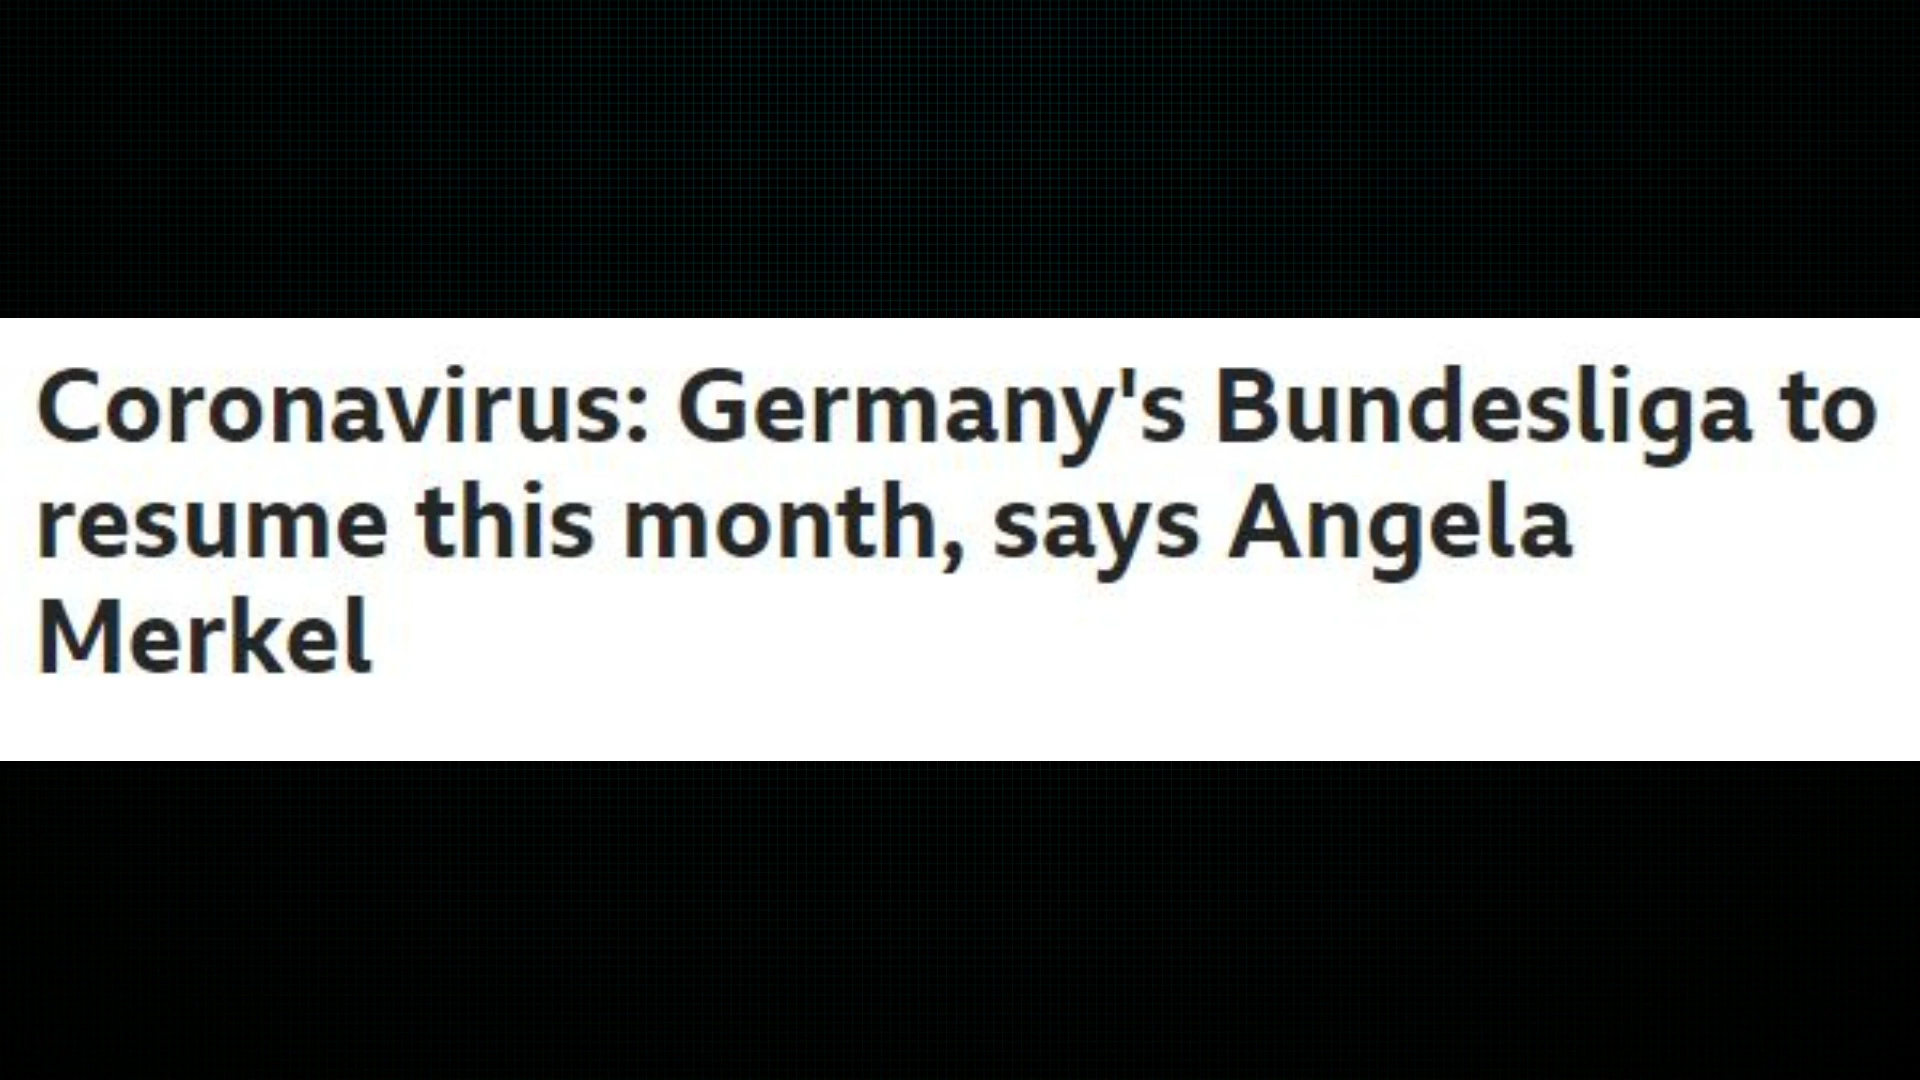 Coronavirus: Germany's Bundesliga to
resume this month, says Angela
Merkel